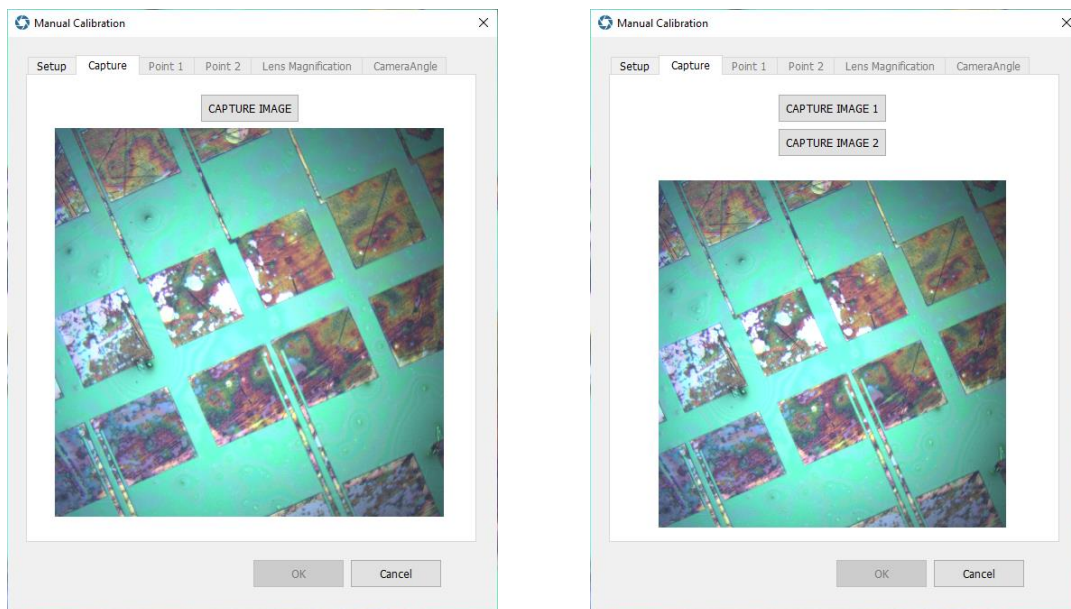 Manual Calibration
Setup Capture Point 1 Point 2 Lens Magnification CameraAngle
CAPTURE IMAGE
OK Cancel
Manual Calibration
Setup Capture Point 1 Point 2 Lens Magnification CameraAngle
CAPTURE IMAGE 1
CAPTURE IMAGE 2
OK Cancel